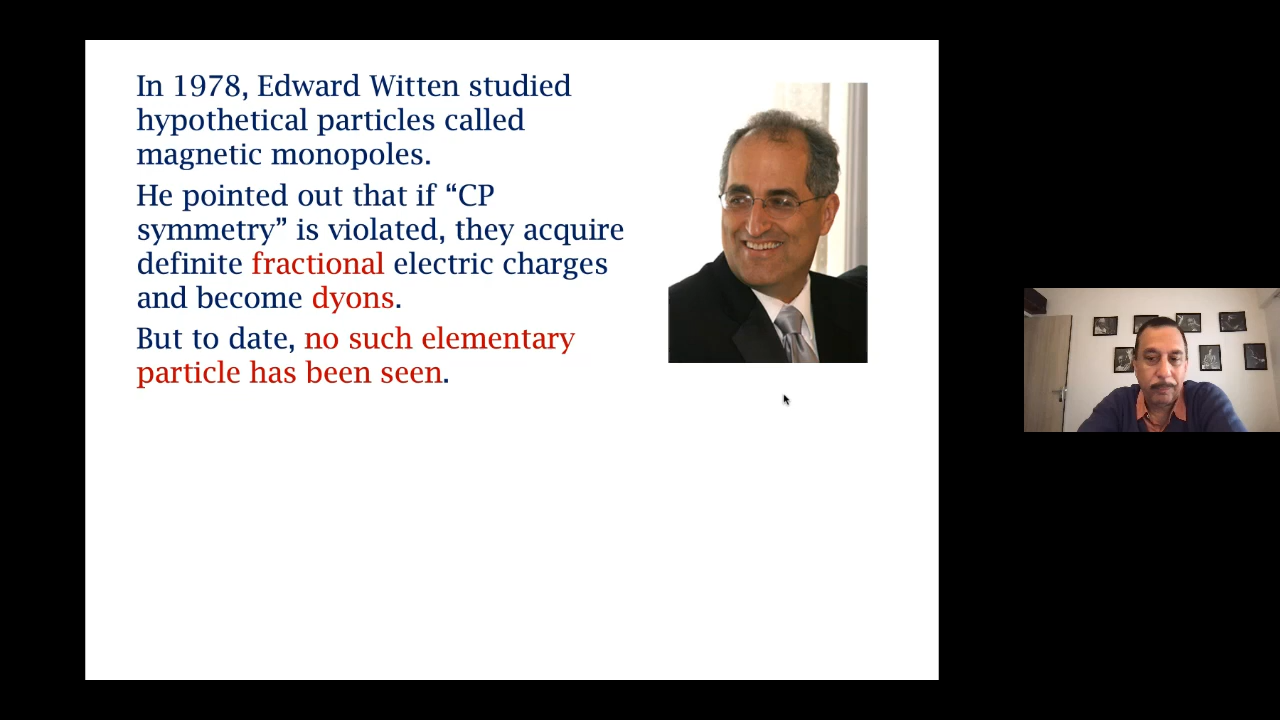 In 1978, Edward Witten studied
hypothetical particles called
magnetic monopoles.
He pointed out that if “CP
symmetry” is violated, they acquire
definite fractional electric charges
and become dyons.
But to date, no such elementary
particle has been seen.